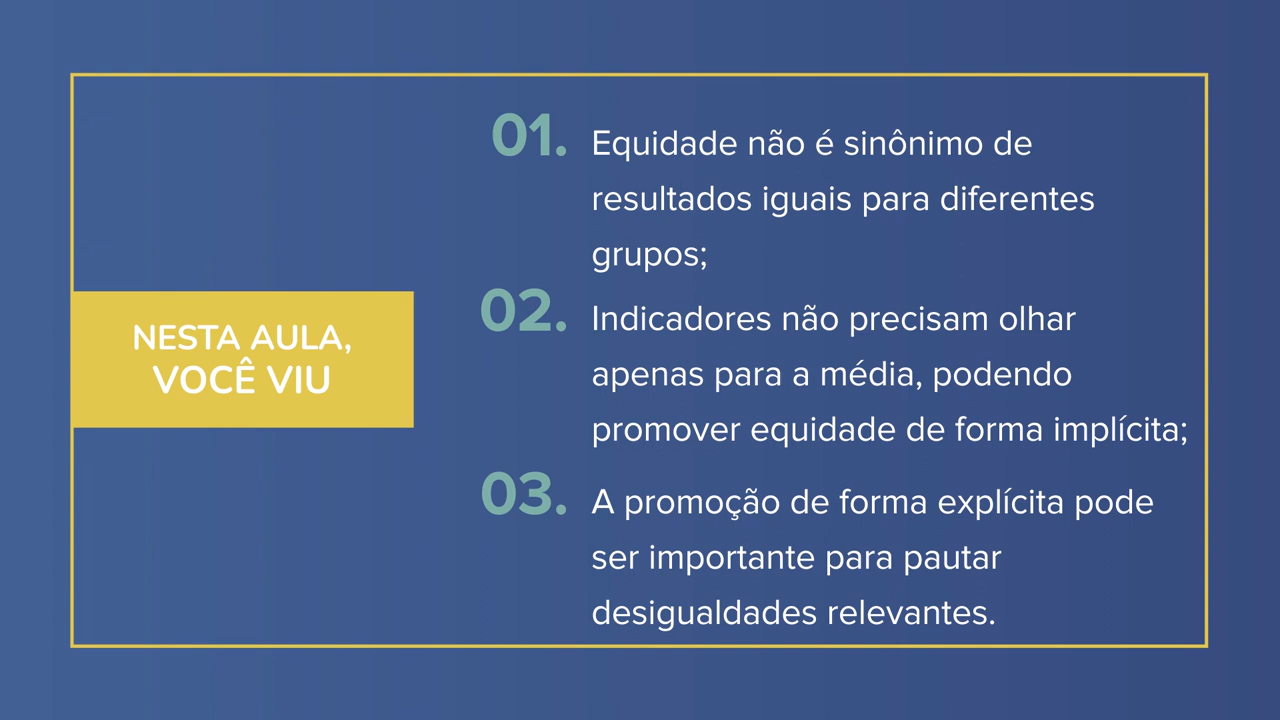 NESTA AULA,
VOCÊ VIU
01. Equidade não é sinônimo de
resultados iguais para diferentes
grupos;
02. Indicadores não precisam olhar
apenas para a média, podendo
promover equidade de forma implícita;
03. A promoção de forma explícita pode
ser importante para pautar
desigualdades relevantes.